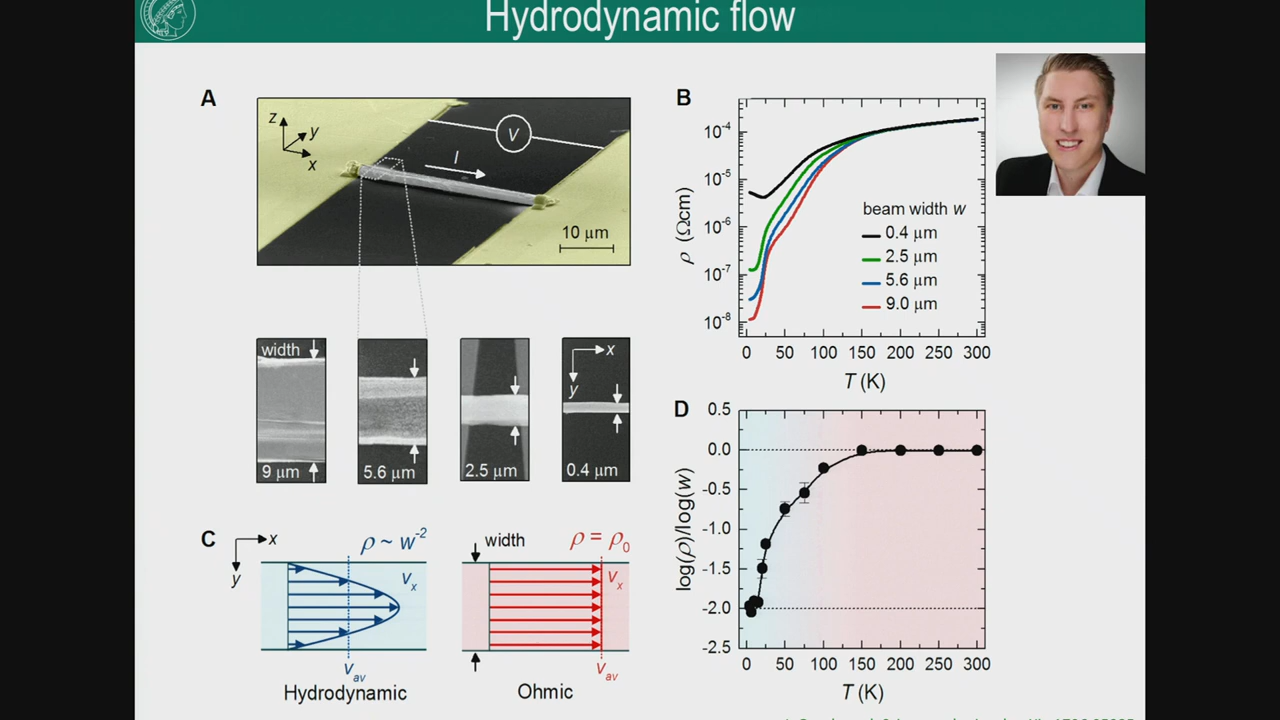 Hydrodynamic flow
A
z
y
x
V
I
10 μm
width
9 μm
5.6 μm
2.5 μm
x
y
0.4 μm
B
ρ (Ωcm)
10⁻⁴
10⁻⁵
10⁻⁶
10⁻⁷
10⁻⁸
beam width w
0.4 μm
2.5 μm
5.6 μm
9.0 μm
0 50 100 150 200 250 300
T (K)
C
x
y
ρ ~ w⁻²
vₓ
v_av
Hydrodynamic
width
ρ = ρ₀
vₓ
v_av
Ohmic
D
log(ρ)/log(w)
0.5
0.0
-0.5
-1.0
-1.5
-2.0
-2.5
0 50 100 150 200 250 300
T (K)